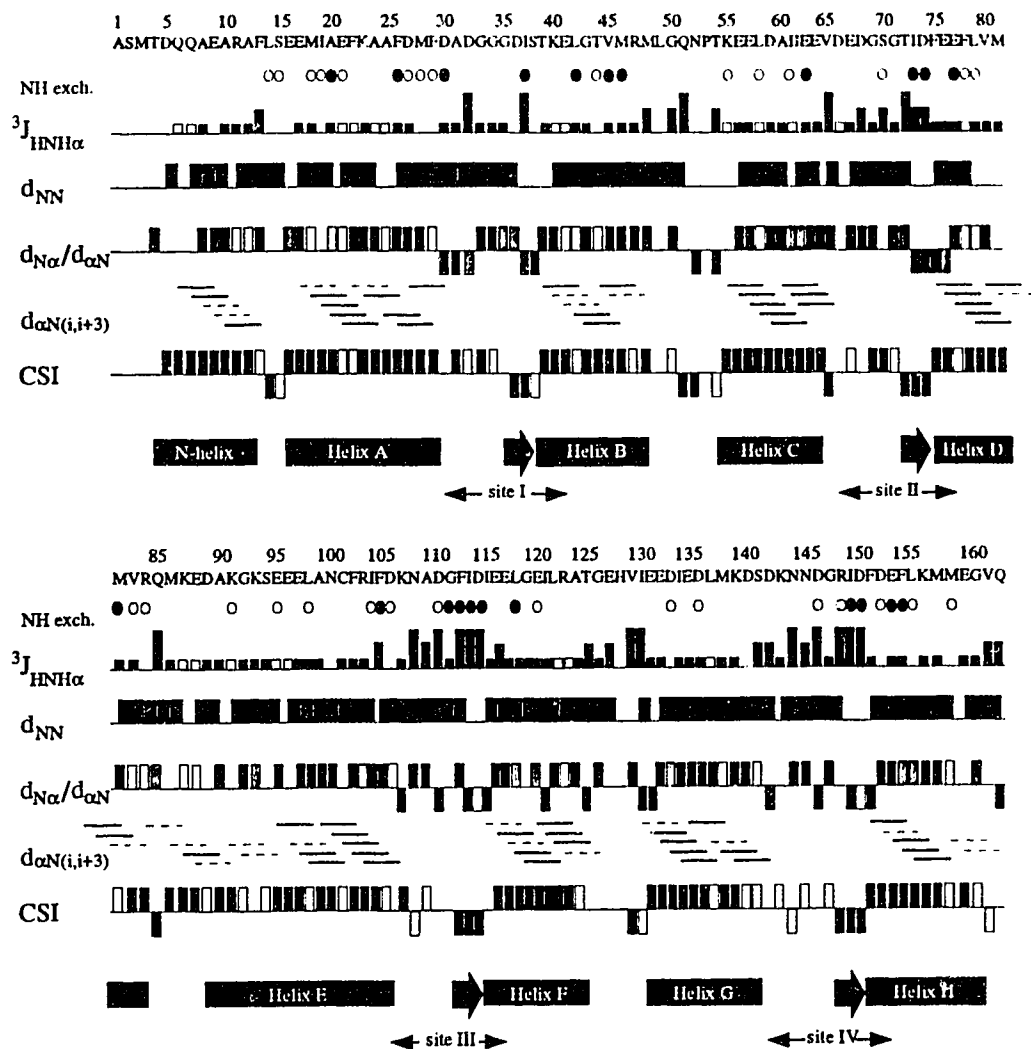 1 5 10 15 20 25 30 35 40 45 50 55 60 65 70 75 80
ASMTDQQAEARAFLSEEMIAEFKAAFDMFDADGGGDISTKELGTVMRMLGQNPTKEELDAIIEEVDEDGSGTIDFEEFLVM
NH exch.
3JHNHα
dNN
dNα/dαN
dαN(i,i+3)
CSI
N-helix Helix A Helix B Helix C Helix D
site I site II
85 90 95 100 105 110 115 120 125 130 135 140 145 150 155 160
MVRQMKEDAKGKSEEELANCFRIFDKNADGFIDIEELGEILRATGEHVIEEDIEDLMKDSDKNNDGRIDFDEFLKMMEGVQ
NH exch.
3JHNHα
dNN
dNα/dαN
dαN(i,i+3)
CSI
Helix E Helix F Helix G Helix H
site III site IV